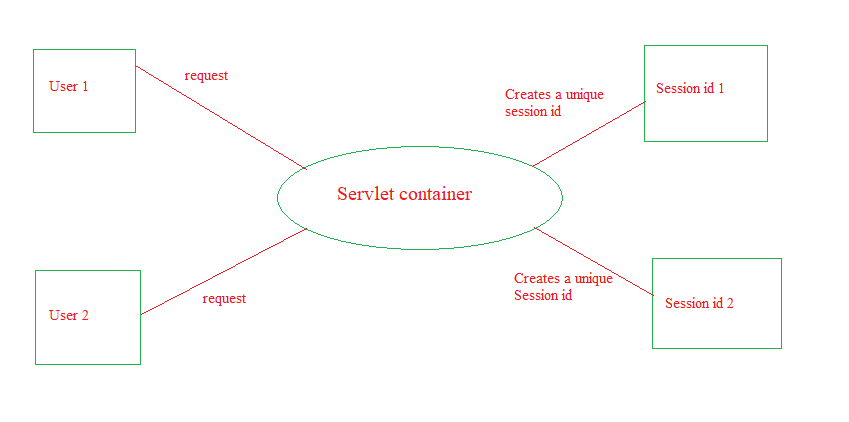 User 1
request
Creates a unique
session id
Session id 1
Servlet container
User 2
request
Creates a unique
Session id
Session id 2